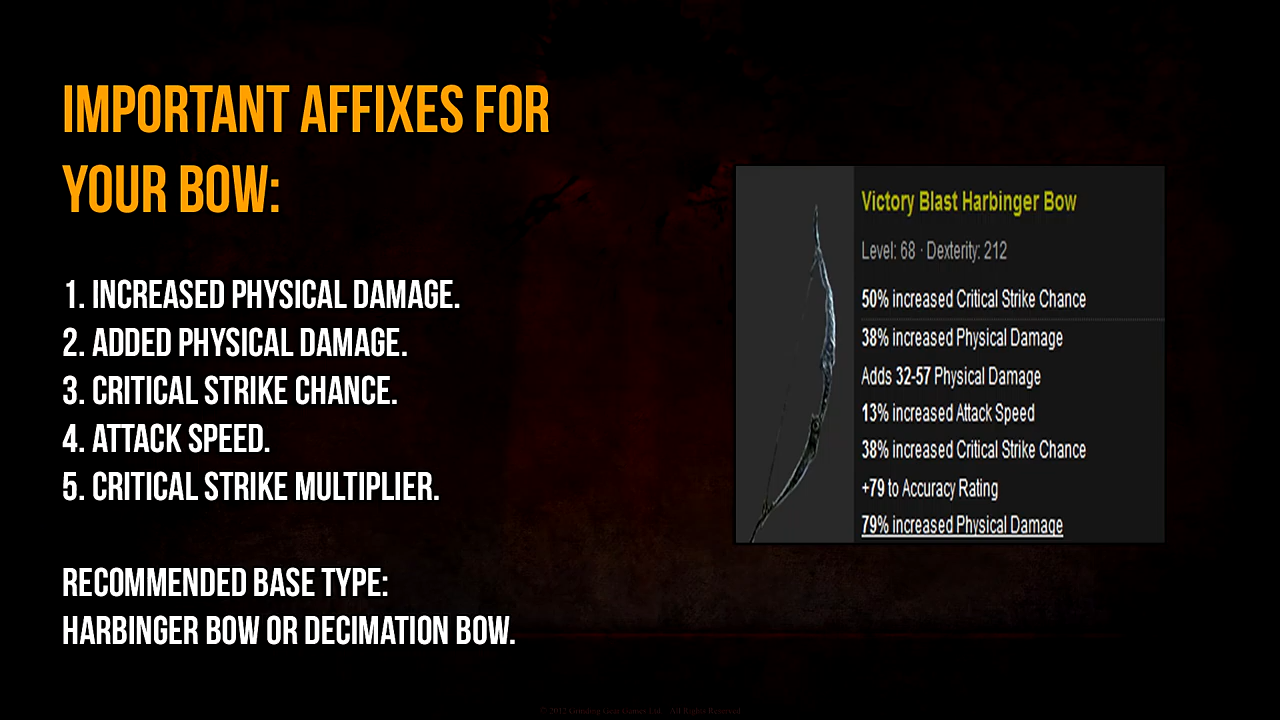 IMPORTANT AFFIXES FOR
YOUR BOW:
1. INCREASED PHYSICAL DAMAGE.
2. ADDED PHYSICAL DAMAGE.
3. CRITICAL STRIKE CHANCE.
4. ATTACK SPEED.
5. CRITICAL STRIKE MULTIPLIER.
RECOMMENDED BASE TYPE:
HARBINGER BOW OR DECIMATION BOW.
Victory Blast Harbinger Bow
Level: 68 · Dexterity: 212
50% increased Critical Strike Chance
38% increased Physical Damage
Adds 32-57 Physical Damage
13% increased Attack Speed
38% increased Critical Strike Chance
+79 to Accuracy Rating
79% increased Physical Damage